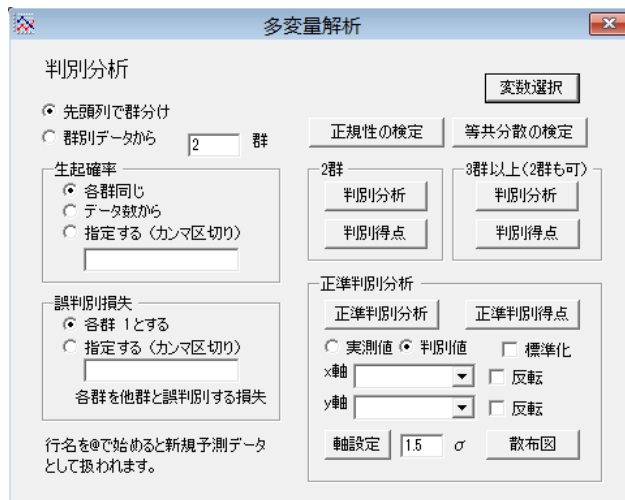 多変量解析
判別分析
変数選択
先頭列で群分け
群別データから 2 群
正規性の検定 等共分散の検定
生起確率
各群同じ
データ数から
指定する (カンマ区切り)
2群
判別分析
判別得点
3群以上(2群も可)
判別分析
判別得点
誤判別損失
各群 1とする
指定する (カンマ区切り)
各群を他群と誤判別する損失
正準判別分析
正準判別分析 正準判別得点
実測値 判別値 標準化
x軸 反転
y軸 反転
軸設定 1.5 σ 散布図
行名を@で始めると新規予測データ
として扱われます。